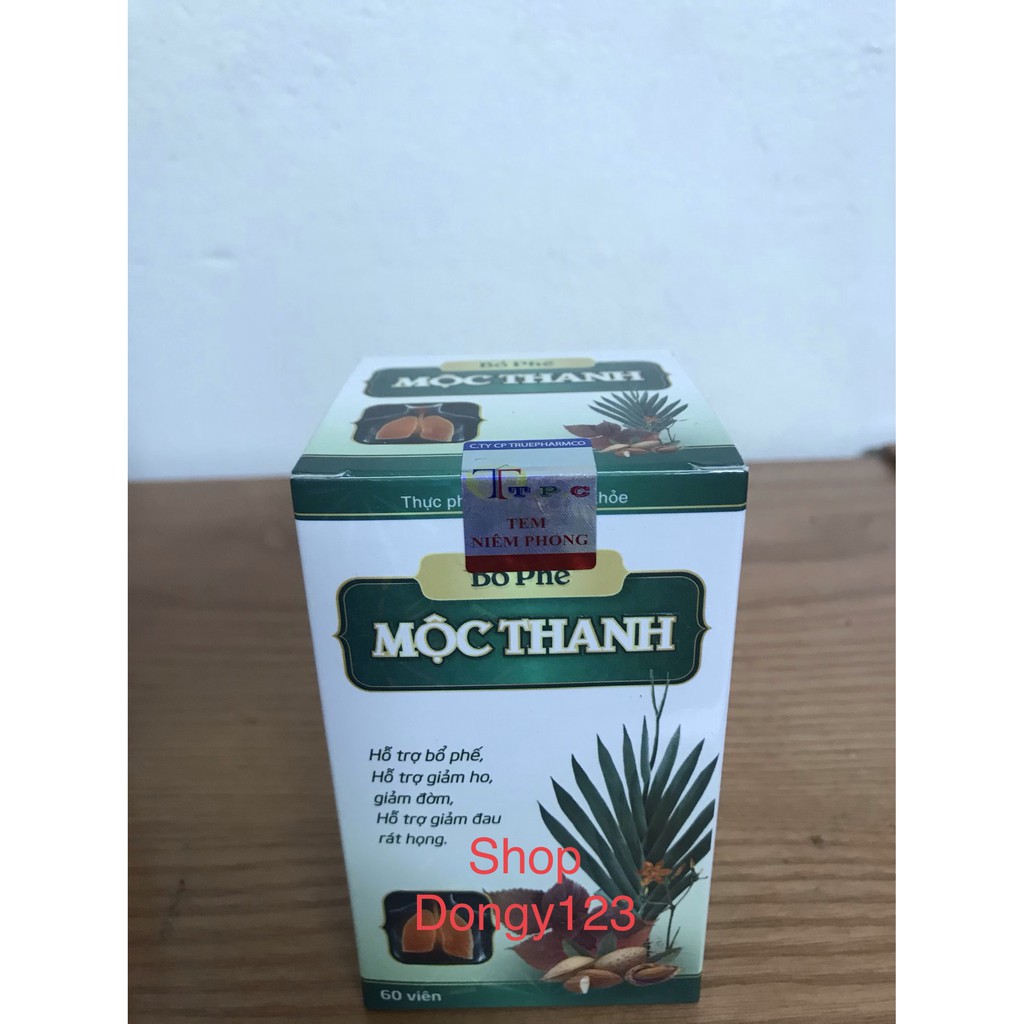 Bổ Phế
MỘC THANH
C.TY CP TRUEPHARMCO
TPC
TEM
NIÊM PHONG
Thực ph hỏe
Bổ Phế
MỘC THANH
Hỗ trợ bổ phế,
Hỗ trợ giảm ho,
giảm đờm,
Hỗ trợ giảm đau
rát họng.
Shop
Dongy123
60 viên